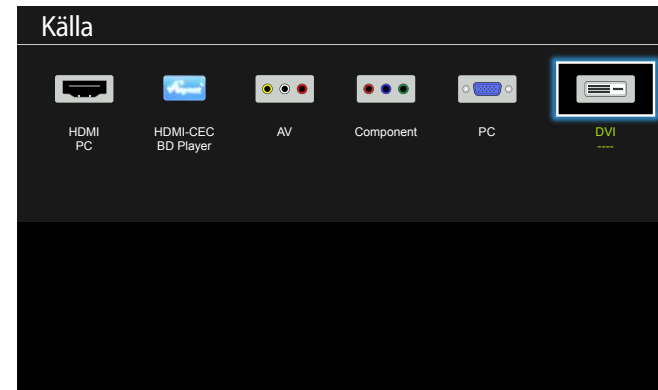 Källa
HDMI
PC
HDMI-CEC
BD Player
AV
Component
PC
DVI
----